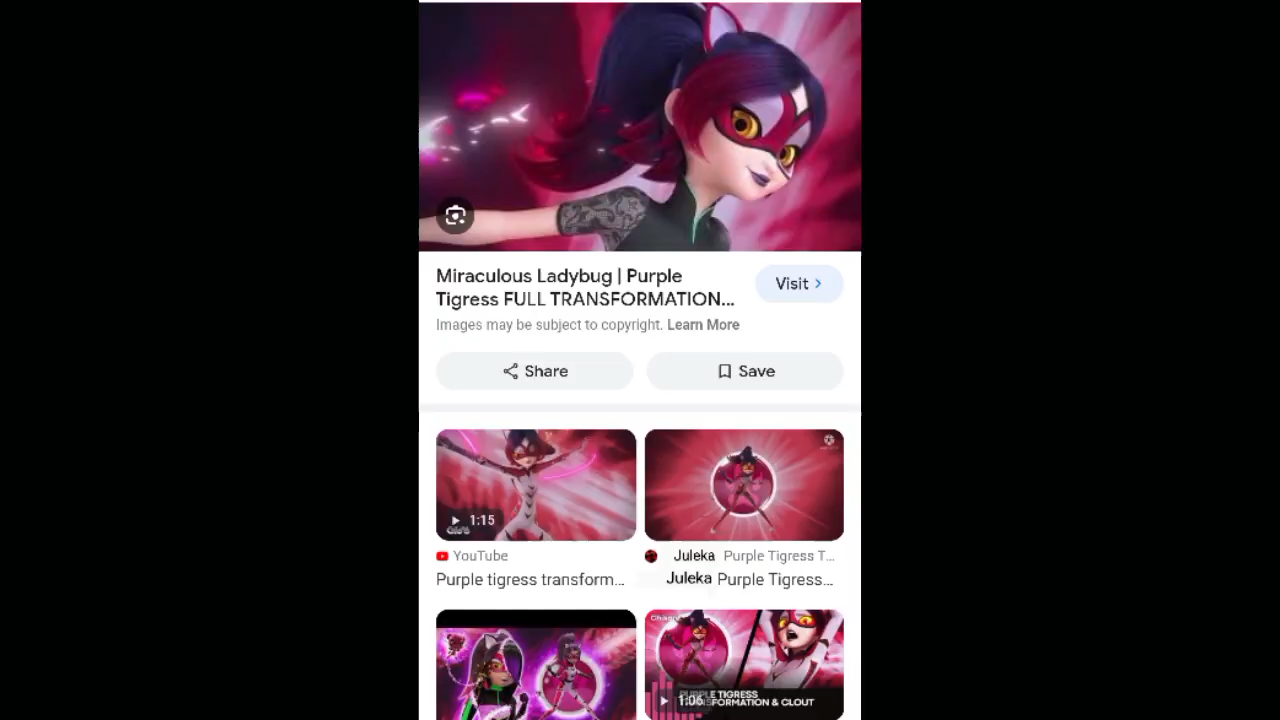 Miraculous Ladybug | Purple
Tigress FULL TRANSFORMATION...
Visit
Images may be subject to copyright. Learn More
Share
Save
1:15
YouTube
Purple tigress transform...
Juleka Purple Tigress T...
Juleka Purple Tigress...
1:06
PURPLE TIGRESS
TRANSFORMATION & CLOUT